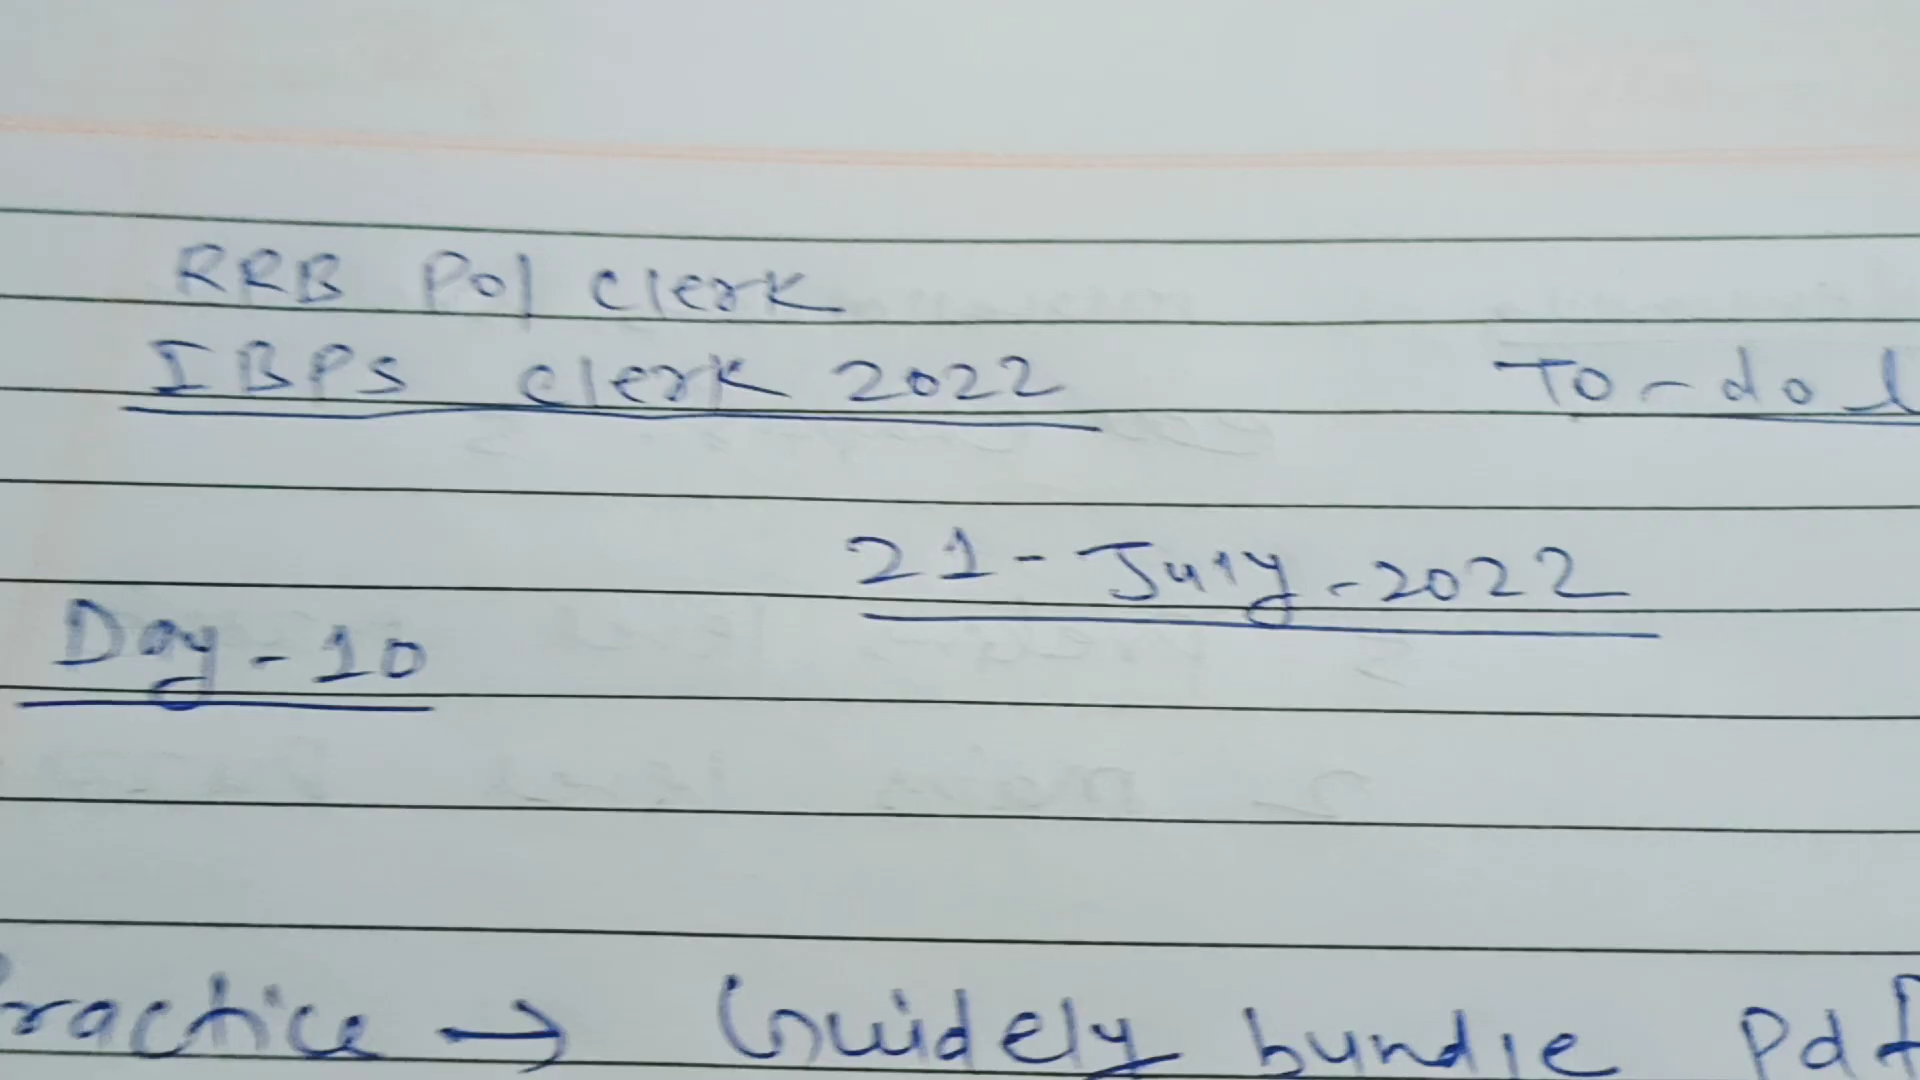 RRB PO/ Clerk
IBPS Clerk 2022
To-do l
21-July-2022
Day-10
ractice → Guidely bundle Pdf